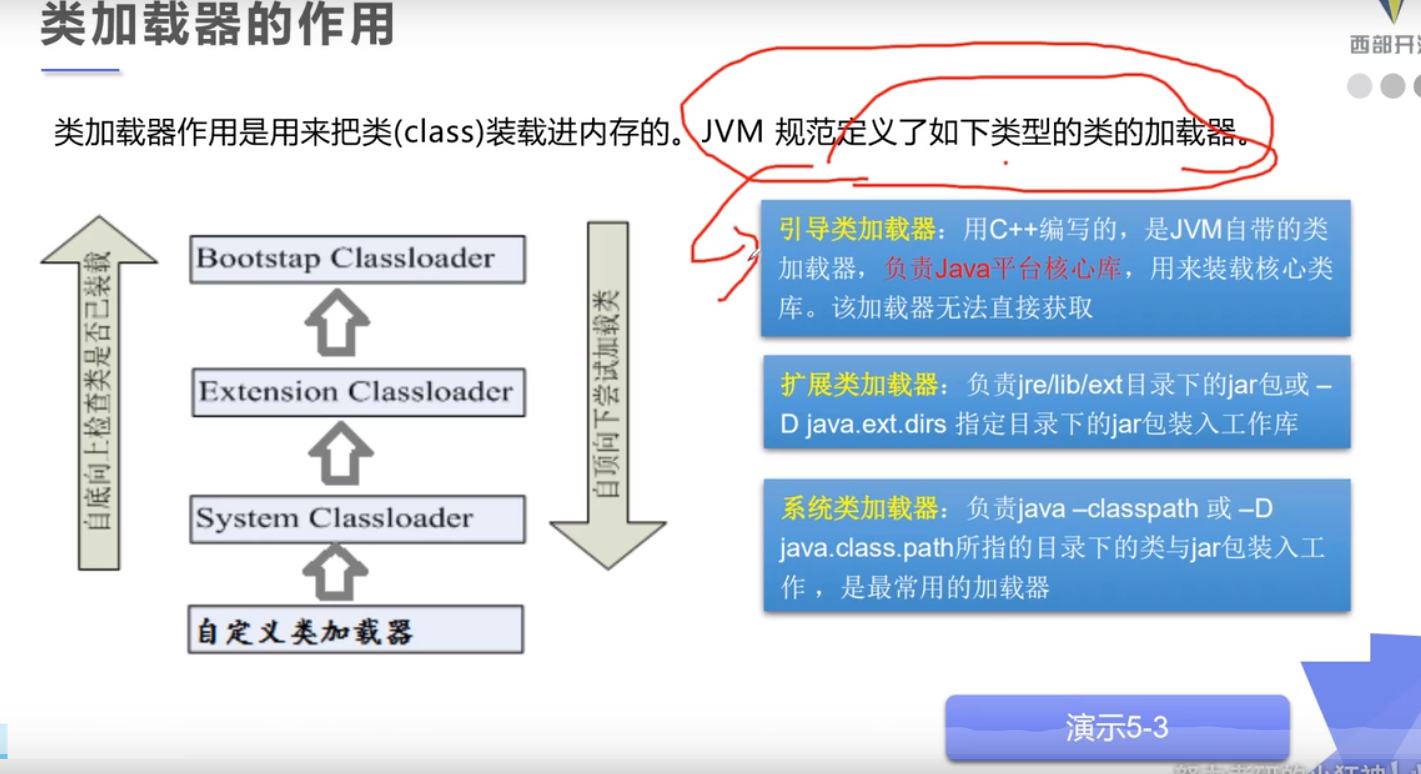 类加载器的作用
西部开
类加载器作用是用来把类(class)装载进内存的。JVM 规范定义了如下类型的类的加载器。
自底向上检查类是否已装载
Bootstap Classloader
Extension Classloader
System Classloader
自定义类加载器
自顶向下尝试加载类
引导类加载器：用C++编写的，是JVM自带的类
加载器，负责Java平台核心库，用来装载核心类
库。该加载器无法直接获取
扩展类加载器：负责jre/lib/ext目录下的jar包或 –
D java.ext.dirs 指定目录下的jar包装入工作库
系统类加载器：负责java –classpath 或 –D
java.class.path所指的目录下的类与jar包装入工
作 ，是最常用的加载器
演示5-3